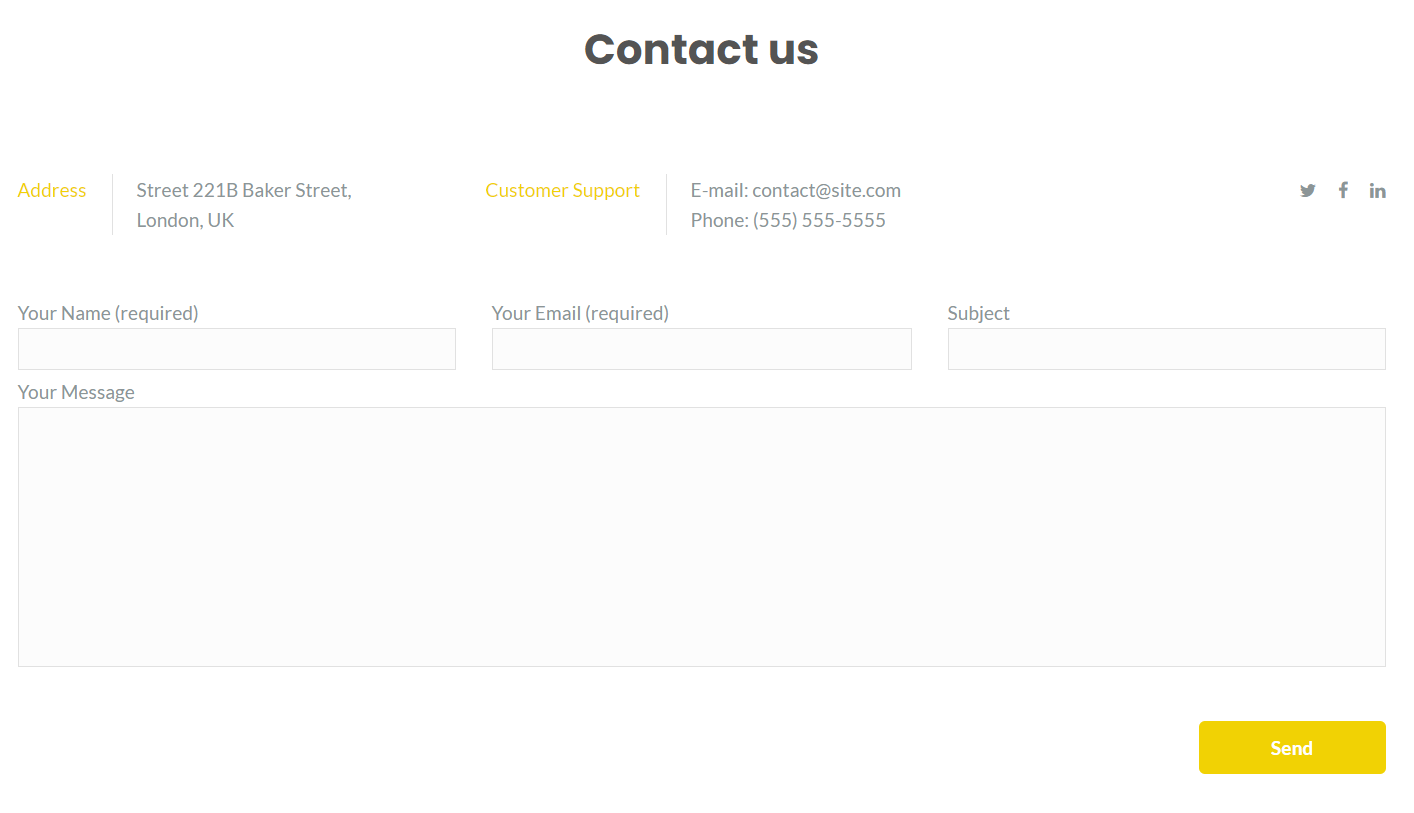 Contact us
Address
Street 221B Baker Street,
London, UK
Customer Support
E-mail: contact@site.com
Phone: (555) 555-5555
Your Name (required)
Your Email (required)
Subject
Your Message
Send